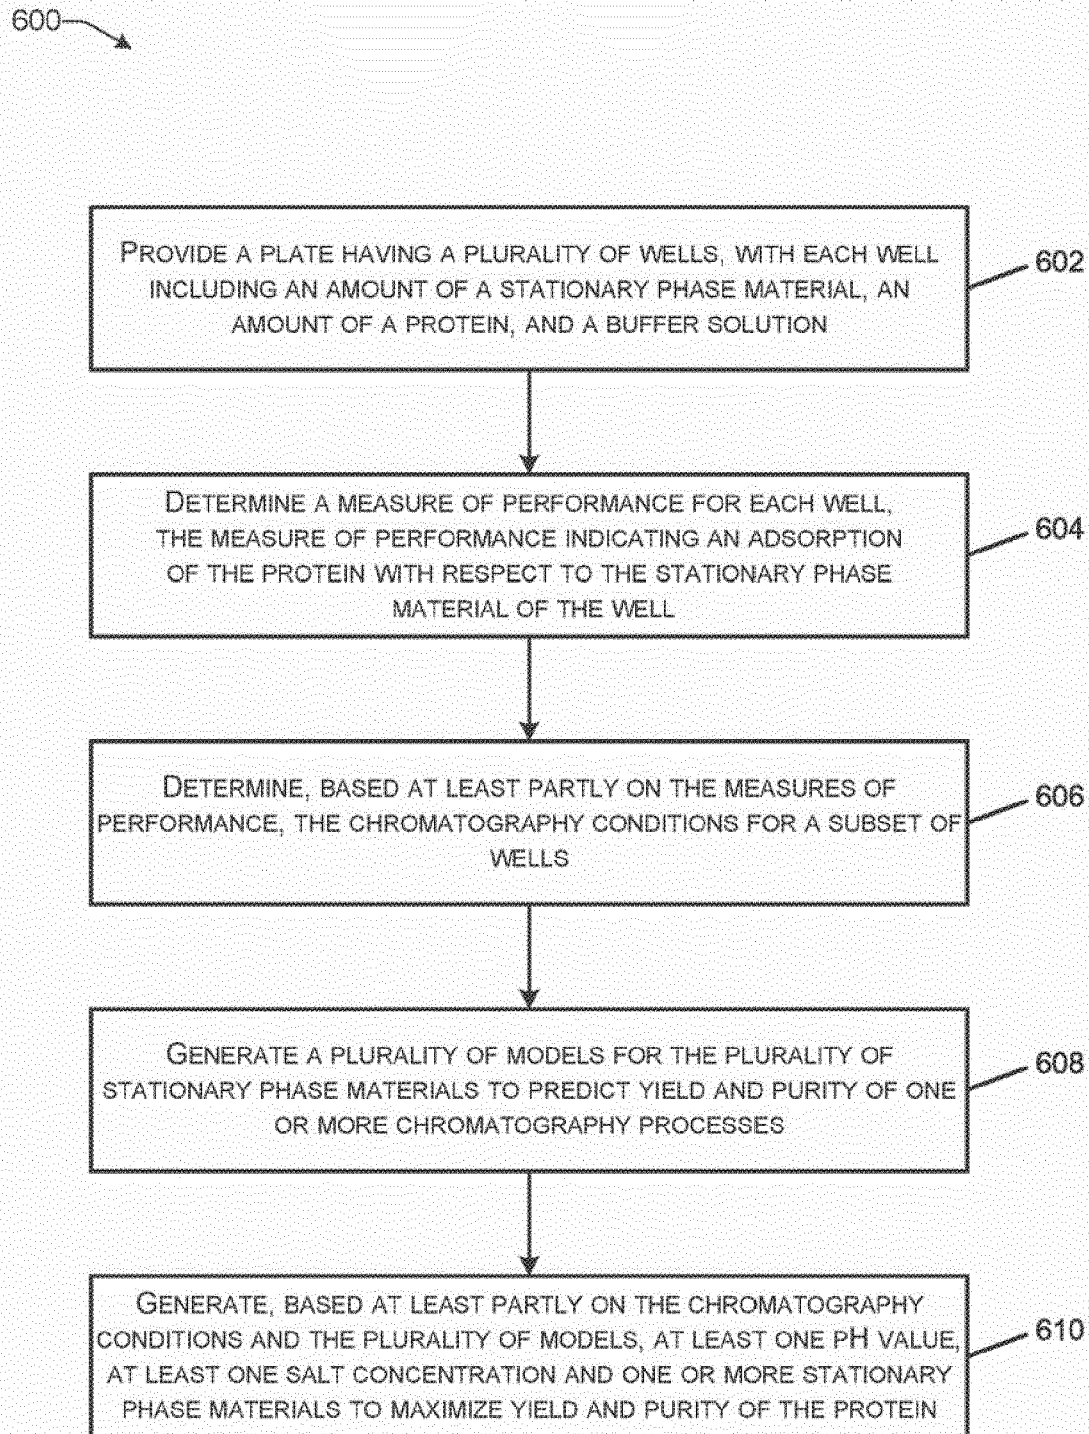 600
PROVIDE A PLATE HAVING A PLURALITY OF WELLS, WITH EACH WELL
INCLUDING AN AMOUNT OF A STATIONARY PHASE MATERIAL, AN
AMOUNT OF A PROTEIN, AND A BUFFER SOLUTION
602
DETERMINE A MEASURE OF PERFORMANCE FOR EACH WELL,
THE MEASURE OF PERFORMANCE INDICATING AN ADSORPTION
OF THE PROTEIN WITH RESPECT TO THE STATIONARY PHASE
MATERIAL OF THE WELL
604
DETERMINE, BASED AT LEAST PARTLY ON THE MEASURES OF
PERFORMANCE, THE CHROMATOGRAPHY CONDITIONS FOR A SUBSET OF
WELLS
606
GENERATE A PLURALITY OF MODELS FOR THE PLURALITY OF
STATIONARY PHASE MATERIALS TO PREDICT YIELD AND PURITY OF ONE
OR MORE CHROMATOGRAPHY PROCESSES
608
GENERATE, BASED AT LEAST PARTLY ON THE CHROMATOGRAPHY
CONDITIONS AND THE PLURALITY OF MODELS, AT LEAST ONE PH VALUE,
AT LEAST ONE SALT CONCENTRATION AND ONE OR MORE STATIONARY
PHASE MATERIALS TO MAXIMIZE YIELD AND PURITY OF THE PROTEIN
610